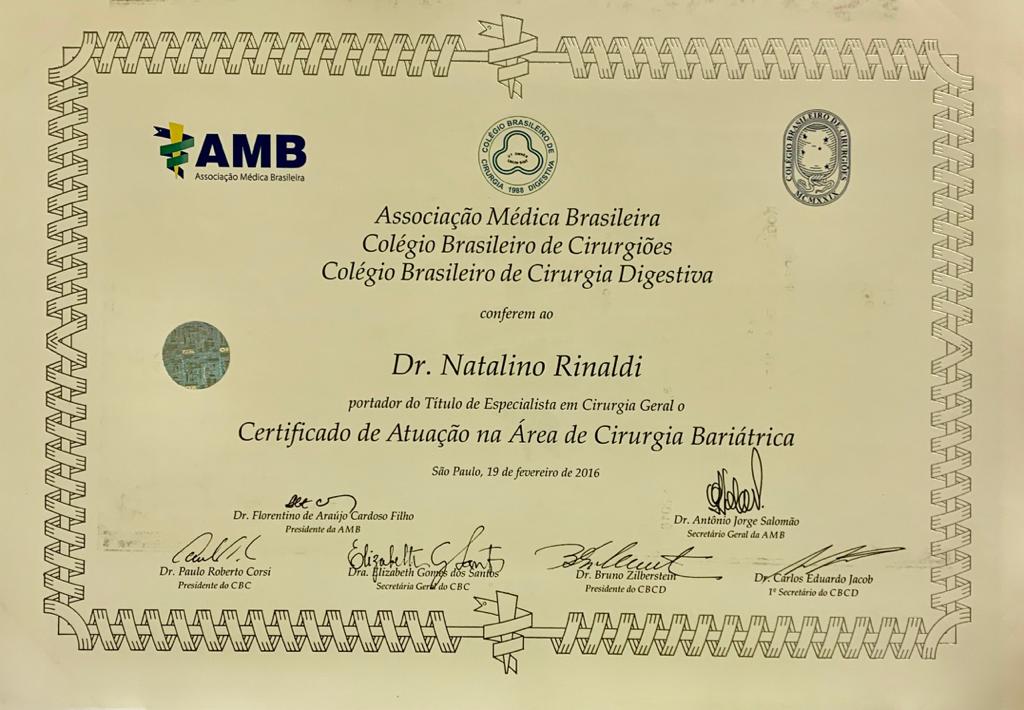 AMB
Associação Médica Brasileira
COLÉGIO BRASILEIRO DE CIRURGIA DIGESTIVA
1988
COLÉGIO BRASILEIRO DE CIRURGIÕES
MCMXXIX
Associação Médica Brasileira
Colégio Brasileiro de Cirurgiões
Colégio Brasileiro de Cirurgia Digestiva
conferem ao
Dr. Natalino Rinaldi
portador do Título de Especialista em Cirurgia Geral o
Certificado de Atuação na Área de Cirurgia Bariátrica
São Paulo, 19 de fevereiro de 2016
Dr. Florentino de Araújo Cardoso Filho
Presidente da AMB
Dr. Antônio Jorge Salomão
Secretário Geral da AMB
Elizabeth G Santos
Dr. Paulo Roberto Corsi
Presidente do CBC
Dra. Elizabeth Gomes dos Santos
Secretária Geral do CBC
Dr. Bruno Zilberstein
Presidente do CBCD
Dr. Carlos Eduardo Jacob
1º Secretário do CBCD